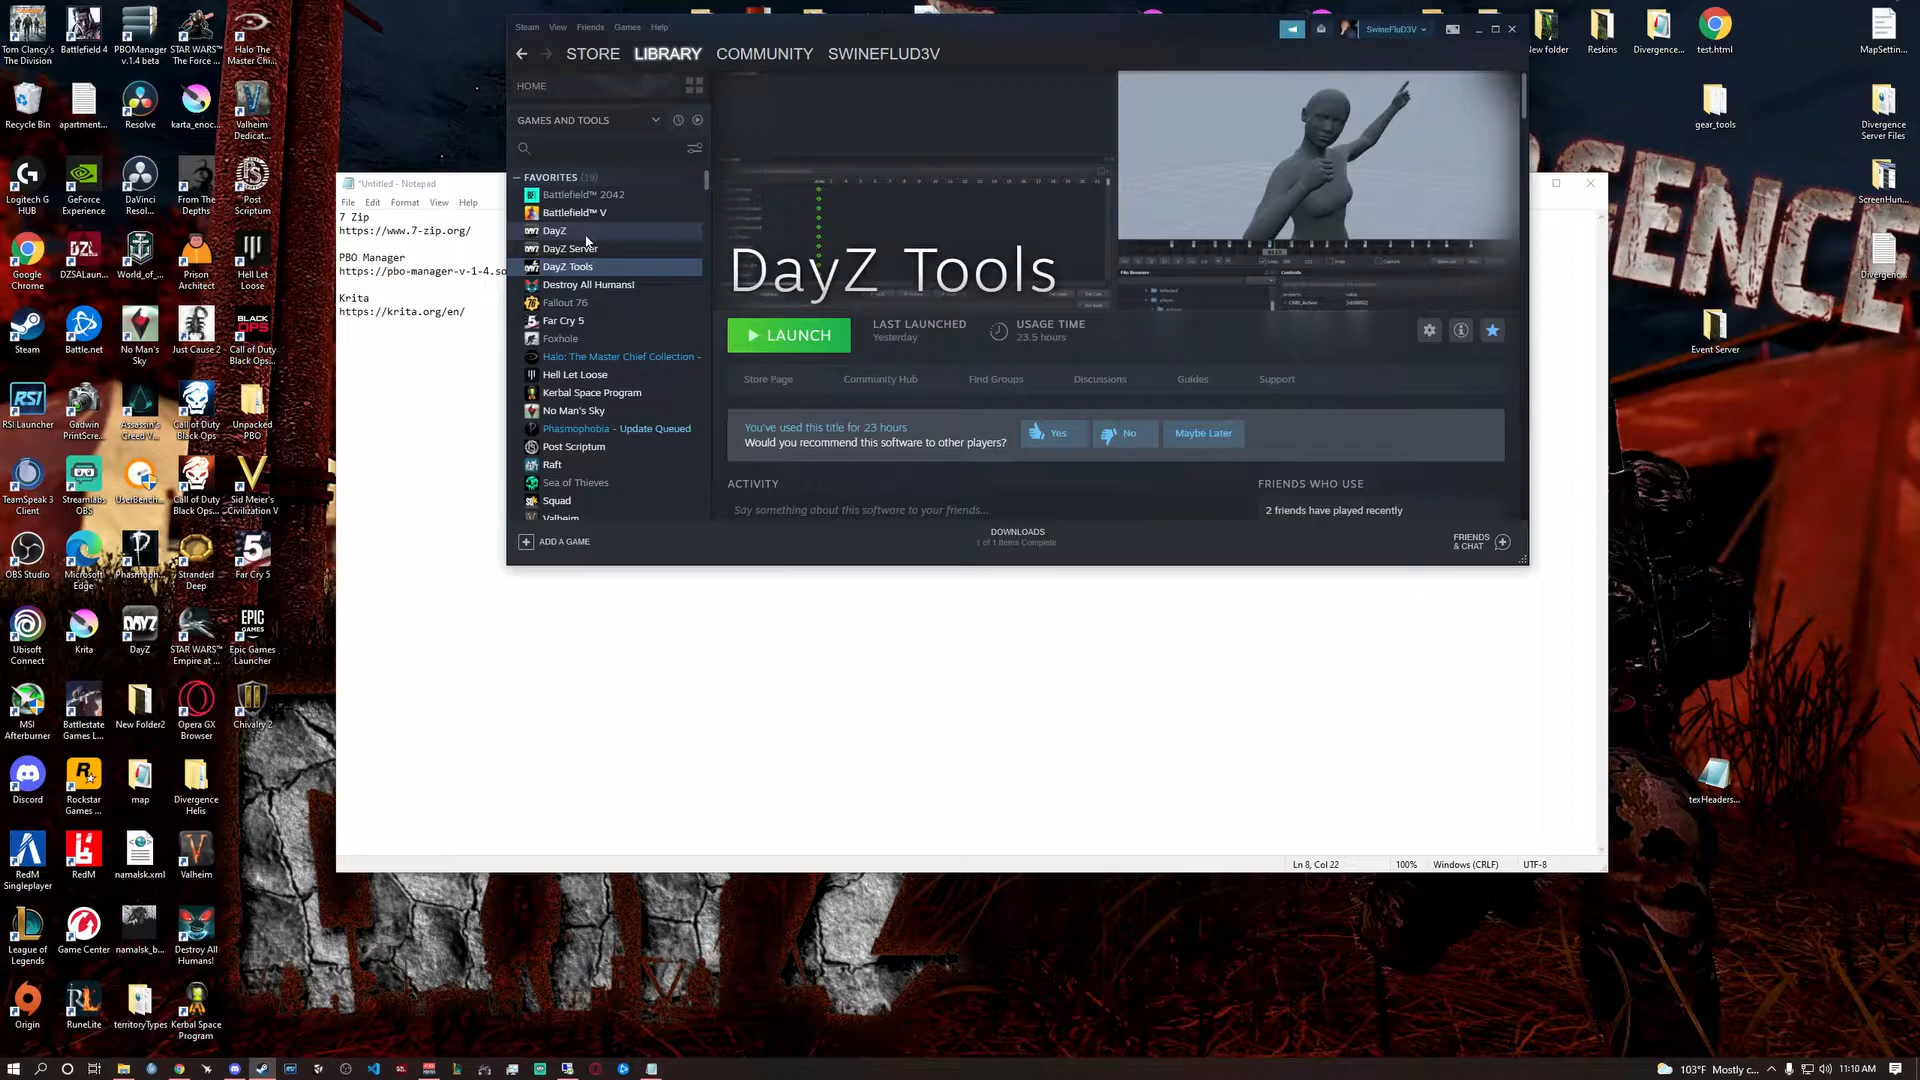 Tom Clancy's
The Division
Battlefield 4
PBOManager
v.1.4 beta
STAR WARS™
The Force ...
Halo The
Master Chi...
Recycle Bin
apartment...
Resolve
karta_enoc...
Valheim
Dedicat...
Logitech G
HUB
GeForce
Experience
DaVinci
Resol...
From The
Depths
Post
Scriptum
Google
Chrome
DZSALaun...
World_of_...
Prison
Architect
Hell Let
Loose
Steam
Battle.net
No Man's
Sky
Just Cause 2
Call of Duty
Black Ops
RSI Launcher
Gadwin
PrintScre...
Assassin's
Creed V...
Call of Duty
Black Ops
Unpacked
PBO
TeamSpeak 3
Client
Streamlabs
OBS
UserBench...
Call of Duty
Black Ops...
Sid Meier's
Civilization V
OBS Studio
Microsoft
Edge
Phasmoph...
Stranded
Deep
Far Cry 5
Ubisoft
Connect
Krita
DayZ
STAR WARS™
Empire at ...
Epic Games
Launcher
MSI
Afterburner
Battlestate
Games L...
New Folder2
Opera GX
Browser
Chivalry 2
Discord
Rockstar
Games ...
map
Divergence
Helis
RedM
Singleplayer
RedM
namalsk.xml
Valheim
League of
Legends
Game Center
namalsk_b...
Destroy All
Humans!
Origin
RuneLite
territoryTypes
Kerbal Space
Program
*Untitled - Notepad
File Edit Format View Help
7 Zip
https://www.7-zip.org/
PBO Manager
https://pbo-manager-v-1-4.so
Krita
https://krita.org/en/
Ln 8, Col 22
100%
Windows (CRLF)
UTF-8
Steam View Friends Games Help
SwineFluD3V
STORE LIBRARY COMMUNITY SWINEFLUD3V
HOME
GAMES AND TOOLS
FAVORITES (19)
Battlefield™ 2042
Battlefield™ V
DayZ
DayZ Server
DayZ Tools
Destroy All Humans!
Fallout 76
Far Cry 5
Foxhole
Halo: The Master Chief Collection -
Hell Let Loose
Kerbal Space Program
No Man's Sky
Phasmophobia - Update Queued
Post Scriptum
Raft
Sea of Thieves
Squad
Valheim
ADD A GAME
DayZ Tools
LAUNCH
LAST LAUNCHED
Yesterday
USAGE TIME
23.5 hours
Store Page
Community Hub
Find Groups
Discussions
Guides
Support
You've used this title for 23 hours
Would you recommend this software to other players?
Yes
No
Maybe Later
ACTIVITY
Say something about this software to your friends...
FRIENDS WHO USE
2 friends have played recently
DOWNLOADS
1 of 1 Items Complete
FRIENDS
& CHAT
New folder
Reskins
Divergence...
test.html
MapSettin...
gear_tools
Divergence
Server Files
ScreenHun...
Event Server
Divergenc...
texHeaders...
103°F Mostly c...
11:10 AM